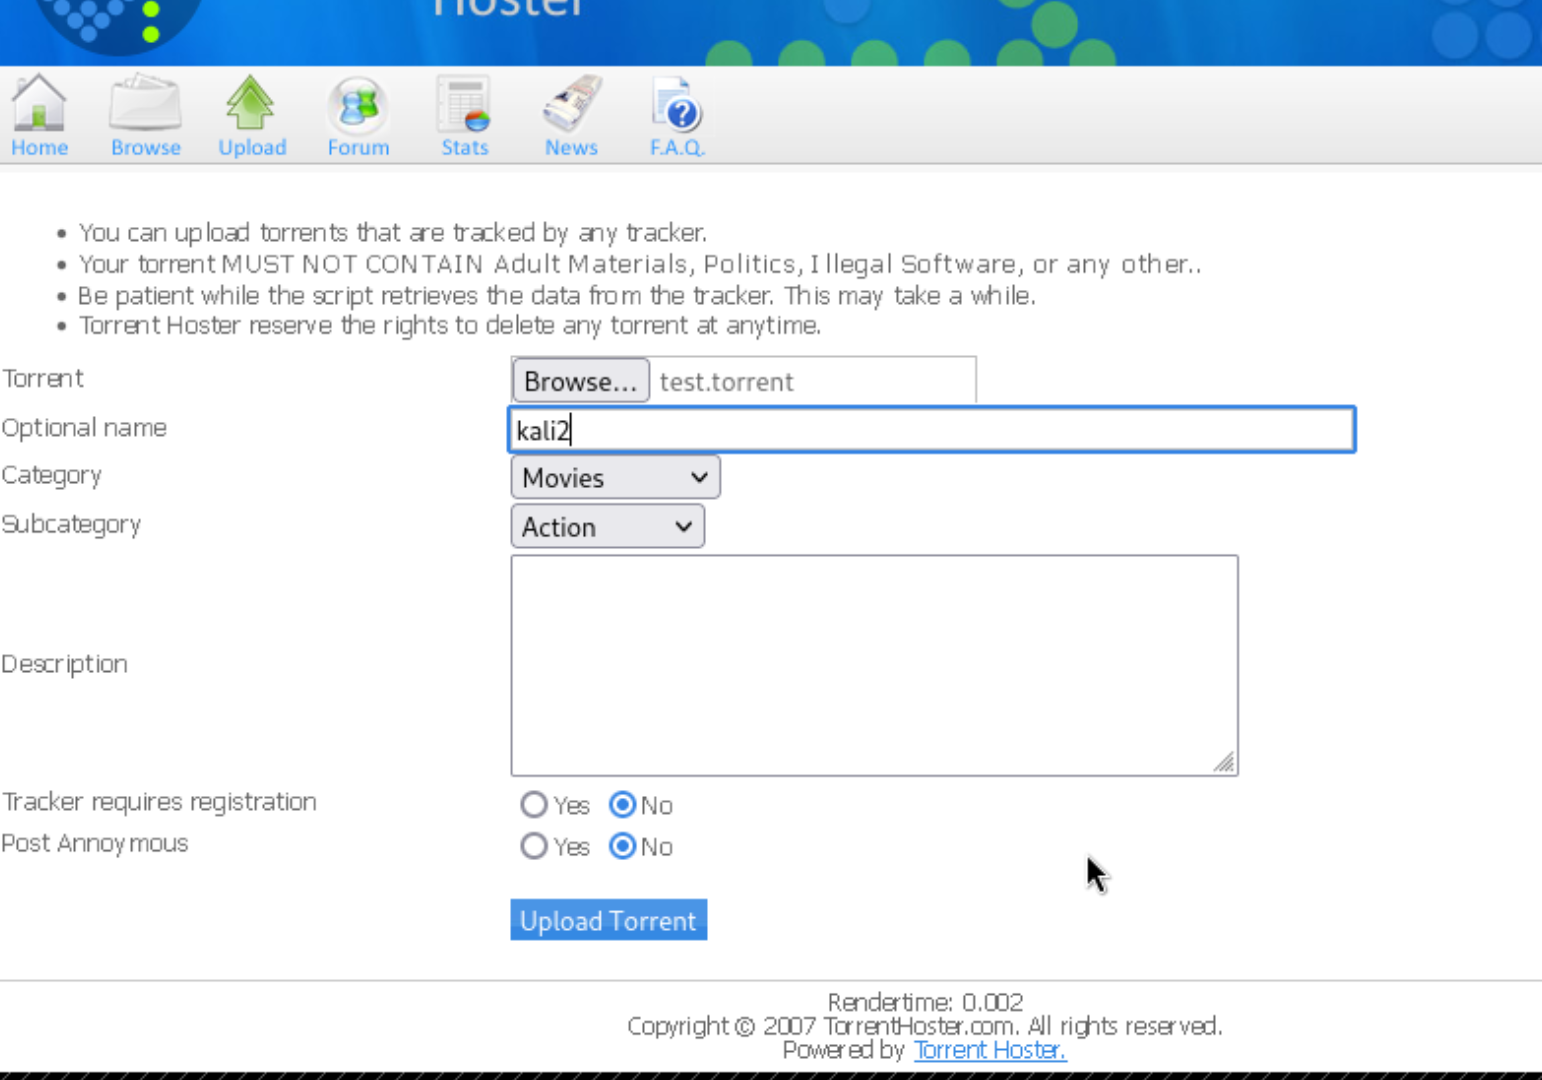 Hoster
Home Browse Upload Forum Stats News F.A.Q.
You can upload torrents that are tracked by any tracker.
Your torrent MUST NOT CONTAIN Adult Materials, Politics, Illegal Software, or any other..
Be patient while the script retrieves the data from the tracker. This may take a while.
Torrent Hoster reserve the rights to delete any torrent at anytime.
Torrent Browse... test.torrent
Optional name kali2
Category Movies
Subcategory Action
Description
Tracker requires registration Yes No
Post Annoymous Yes No
Upload Torrent
Rendertime: 0.002
Copyright © 2007 TorrentHoster.com. All rights reserved.
Powered by Torrent Hoster.